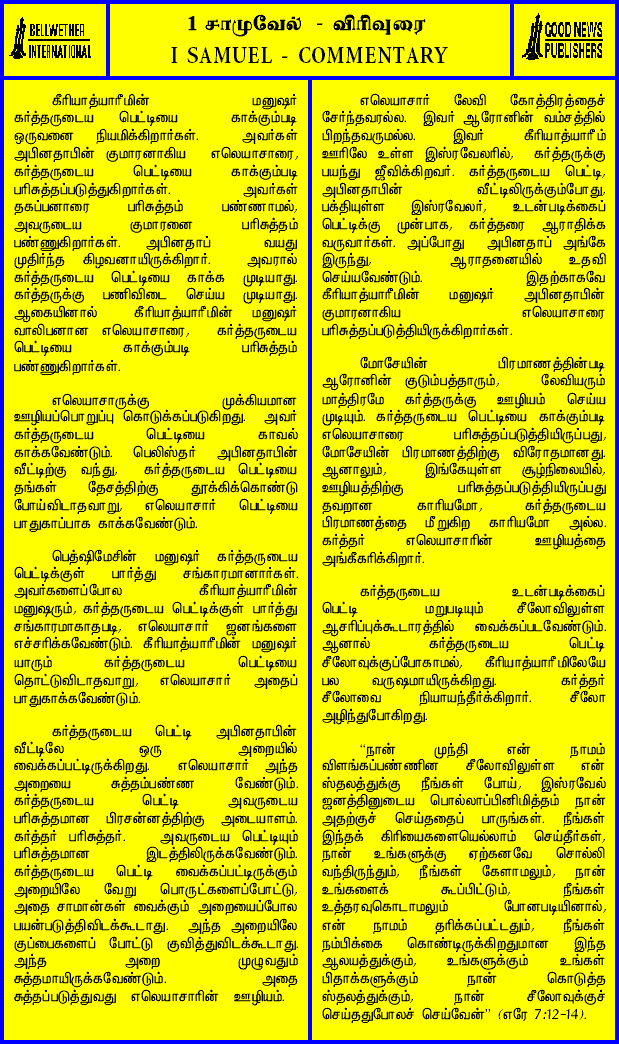 BELLWETHER
INTERNATIONAL
1 சாமுவேல் - விரிவுரை
I SAMUEL - COMMENTARY
GOOD NEWS
PUBLISHERS
கீரியாத்யாரீமின் மனுஷர்
கர்த்தருடைய பெட்டியை காக்கும்படி
ஒருவனை நியமிக்கிறார்கள். அவர்கள்
அபினதாபின் குமாரனாகிய எலெயாசாரை,
கர்த்தருடைய பெட்டியை காக்கும்படி
பரிசுத்தப்படுத்துகிறார்கள். அவர்கள்
தகப்பனாரை பரிசுத்தம் பண்ணாமல்,
அவருடைய குமாரனை பரிசுத்தம்
பண்ணுகிறார்கள். அபினதாப் வயது
முதிர்ந்த கிழவனாயிருக்கிறார். அவரால்
கர்த்தருடைய பெட்டியை காக்க முடியாது.
கர்த்தருக்கு பணிவிடை செய்ய முடியாது.
ஆகையினால் கீரியாத்யாரீமின் மனுஷர்
வாலிபனான எலெயாசாரை, கர்த்தருடைய
பெட்டியை காக்கும்படி பரிசுத்தம்
பண்ணுகிறார்கள்.
எலெயாசாருக்கு முக்கியமான
ஊழியப்பொறுப்பு கொடுக்கப்படுகிறது. அவர்
கர்த்தருடைய பெட்டியை காவல்
காக்கவேண்டும். பெலிஸ்தர் அபினதாபின்
வீட்டிற்கு வந்து, கர்த்தருடைய பெட்டியை
தங்கள் தேசத்திற்கு தூக்கிக்கொண்டு
போய்விடாதவாறு, எலெயாசார் பெட்டியை
பாதுகாப்பாக காக்கவேண்டும்.
பெத்ஷிமேசின் மனுஷர் கர்த்தருடைய
பெட்டிக்குள் பார்த்து சங்காரமானார்கள்.
அவர்களைப்போல கீரியாத்யாரீமின்
மனுஷரும், கர்த்தருடைய பெட்டிக்குள் பார்த்து
சங்காரமாகாதபடி, எலெயாசார் ஜனங்களை
எச்சரிக்கவேண்டும். கீரியாத்யாரீமின் மனுஷர்
யாரும் கர்த்தருடைய பெட்டியை
தொட்டுவிடாதவாறு, எலெயாசார் அதைப்
பாதுகாக்கவேண்டும்.
கர்த்தருடைய பெட்டி அபினதாபின்
வீட்டிலே ஒரு அறையில்
வைக்கப்பட்டிருக்கிறது. எலெயாசார் அந்த
அறையை சுத்தம்பண்ண வேண்டும்.
கர்த்தருடைய பெட்டி அவருடைய
பரிசுத்தமான பிரசன்னத்திற்கு அடையாளம்.
கர்த்தர் பரிசுத்தர். அவருடைய பெட்டியும்
பரிசுத்தமான இடத்திலிருக்கவேண்டும்.
கர்த்தருடைய பெட்டி வைக்கப்பட்டிருக்கும்
அறையிலே வேறு பொருட்களைப்போட்டு,
அதை சாமான்கள் வைக்கும் அறையைப்போல
பயன்படுத்திவிடக்கூடாது. அந்த அறையிலே
குப்பைகளைப் போட்டு குவித்துவிடக்கூடாது.
அந்த அறை முழுவதும்
சுத்தமாயிருக்கவேண்டும். அதை
சுத்தப்படுத்துவது எலெயாசாரின் ஊழியம்.
எலெயாசார் லேவி கோத்திரத்தைச்
சேர்ந்தவரல்ல. இவர் ஆரோனின் வம்சத்தில்
பிறந்தவருமல்ல. இவர் கீரியாத்யாரீம்
ஊரிலே உள்ள இஸ்ரவேலரில், கர்த்தருக்கு
பயந்து ஜீவிக்கிறவர். கர்த்தருடைய பெட்டி,
அபினதாபின் வீட்டிலிருக்கும்போது,
பக்தியுள்ள இஸ்ரவேலர், உடன்படிக்கைப்
பெட்டிக்கு முன்பாக, கர்த்தரை ஆராதிக்க
வருவார்கள். அப்போது அபினதாப் அங்கே
இருந்து, ஆராதனையில் உதவி
செய்யவேண்டும். இதற்காகவே
கீரியாத்யாரீமின் மனுஷர் அபினதாபின்
குமாரனாகிய எலெயாசாரை
பரிசுத்தப்படுத்தியிருக்கிறார்கள்.
மோசேயின் பிரமாணத்தின்படி
ஆரோனின் குடும்பத்தாரும், லேவியரும்
மாத்திரமே கர்த்தருக்கு ஊழியம் செய்ய
முடியும். கர்த்தருடைய பெட்டியை காக்கும்படி
எலெயாசாரை பரிசுத்தப்படுத்தியிருப்பது,
மோசேயின் பிரமாணத்திற்கு விரோதமானது.
ஆனாலும், இங்கேயுள்ள சூழ்நிலையில்,
ஊழியத்திற்கு பரிசுத்தப்படுத்தியிருப்பது
தவறான காரியமோ, கர்த்தருடைய
பிரமாணத்தை மீறுகிற காரியமோ அல்ல.
கர்த்தர் எலெயாசாரின் ஊழியத்தை
அங்கீகரிக்கிறார்.
கர்த்தருடைய உடன்படிக்கைப்
பெட்டி மறுபடியும் சீலோவிலுள்ள
ஆசரிப்புக்கூடாரத்தில் வைக்கப்படவேண்டும்.
ஆனால் கர்த்தருடைய பெட்டி
சீலோவுக்குப்போகாமல், கீரியாத்யாரீமிலேயே
பல வருஷமாயிருக்கிறது. கர்த்தர்
சீலோவை நியாயந்தீர்க்கிறார். சீலோ
அழிந்துபோகிறது.
“நான் முந்தி என் நாமம்
விளங்கப்பண்ணின சீலோவிலுள்ள என்
ஸ்தலத்துக்கு நீங்கள் போய், இஸ்ரவேல்
ஜனத்தினுடைய பொல்லாப்பினிமித்தம் நான்
அதற்குச் செய்ததைப் பாருங்கள். நீங்கள்
இந்தக் கிரியைகளையெல்லாம் செய்தீர்கள்,
நான் உங்களுக்கு ஏற்கனவே சொல்லி
வந்திருந்தும், நீங்கள் கேளாமலும், நான்
உங்களைக் கூப்பிட்டும், நீங்கள்
உத்தரவுகொடாமலும் போனபடியினால்,
என் நாமம் தரிக்கப்பட்டதும், நீங்கள்
நம்பிக்கை கொண்டிருக்கிறதுமான இந்த
ஆலயத்துக்கும், உங்களுக்கும் உங்கள்
பிதாக்களுக்கும் நான் கொடுத்த
ஸ்தலத்துக்கும், நான் சீலோவுக்குச்
செய்ததுபோலச் செய்வேன்” (எரே 7:12-14).